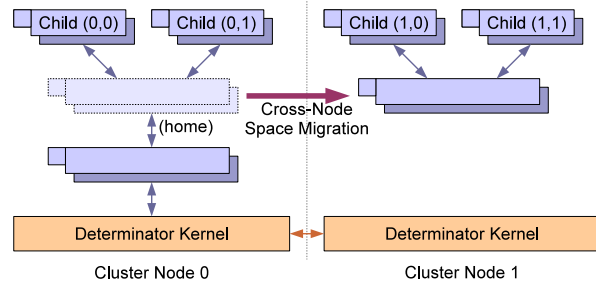 Child (0,0)
Child (0,1)
Child (1,0)
Child (1,1)
Cross-Node
Space Migration
(home)
Determinator Kernel
Determinator Kernel
Cluster Node 0
Cluster Node 1